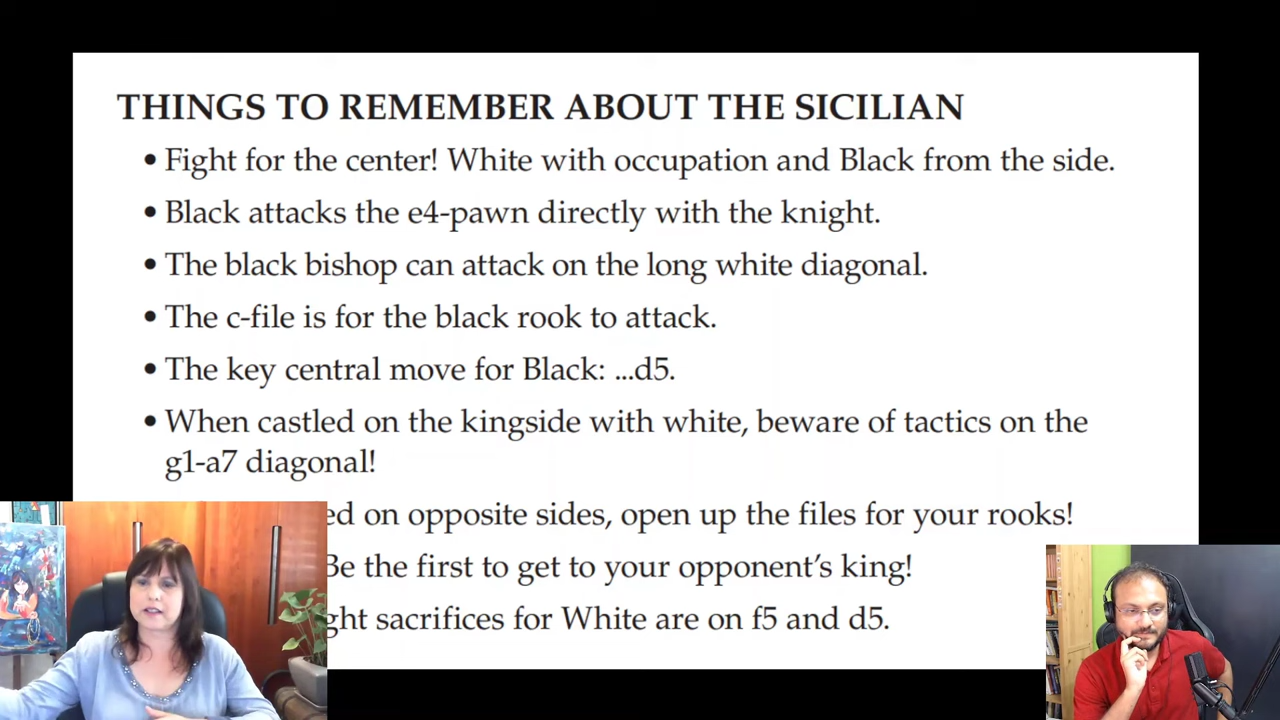 THINGS TO REMEMBER ABOUT THE SICILIAN
• Fight for the center! White with occupation and Black from the side.
• Black attacks the e4-pawn directly with the knight.
• The black bishop can attack on the long white diagonal.
• The c-file is for the black rook to attack.
• The key central move for Black: ...d5.
• When castled on the kingside with white, beware of tactics on the
g1-a7 diagonal!
on opposite sides, open up the files for your rooks!
Be the first to get to your opponent's king!
sacrifices for White are on f5 and d5.